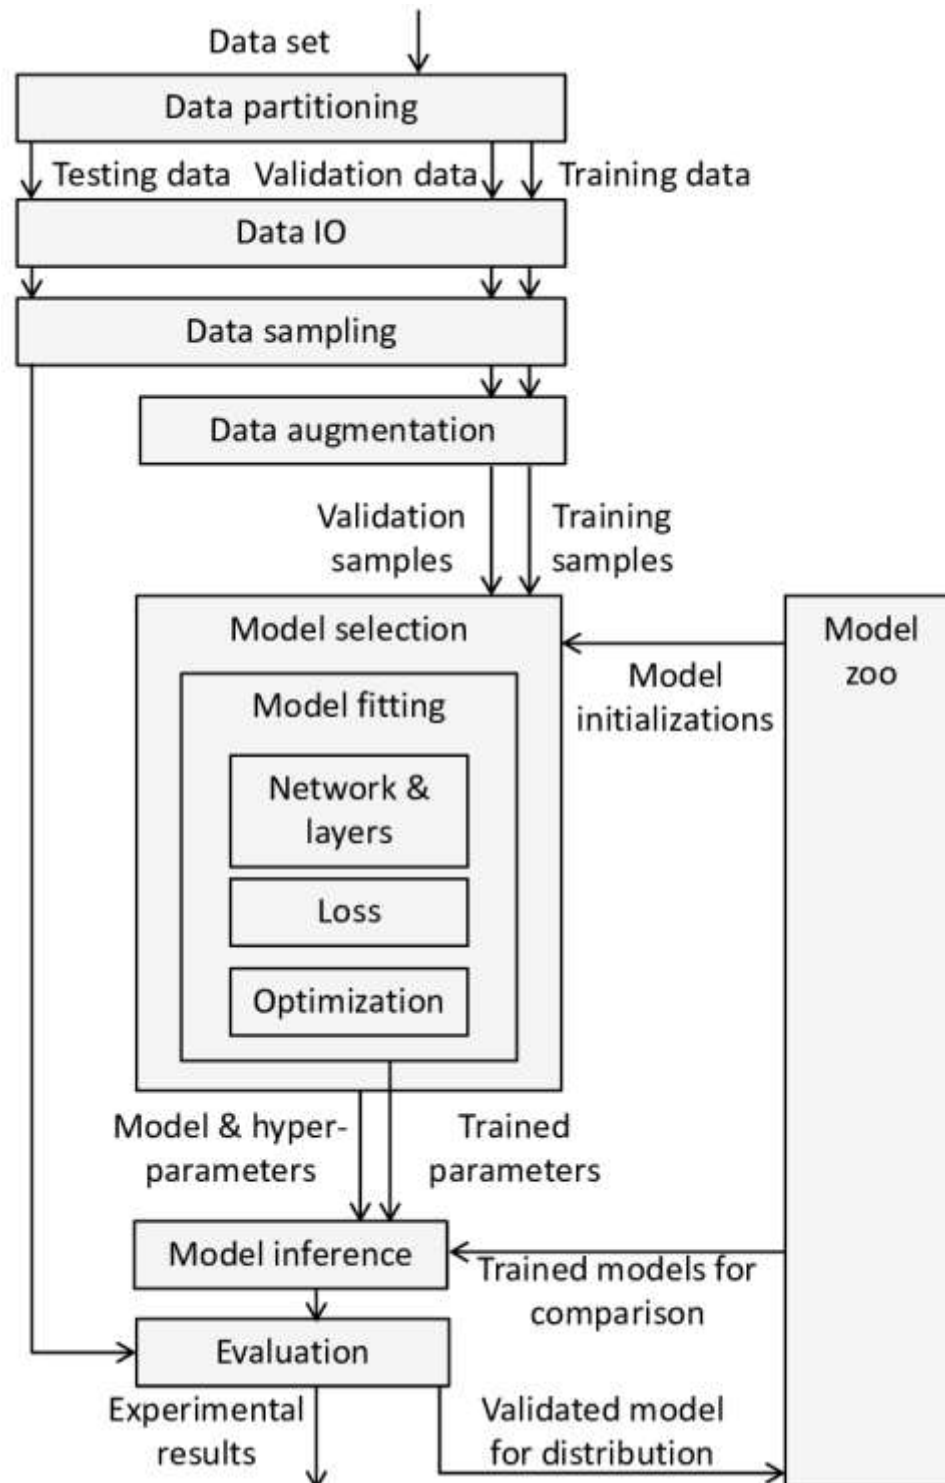 Data set
Data partitioning
Testing data
Validation data
Training data
Data IO
Data sampling
Data augmentation
Validation
samples
Training
samples
Model selection
Model
zoo
Model
initializations
Model fitting
Network &
layers
Loss
Optimization
Model & hyper-
parameters
Trained
parameters
Model inference
Trained models for
comparison
Evaluation
Experimental
results
Validated model
for distribution